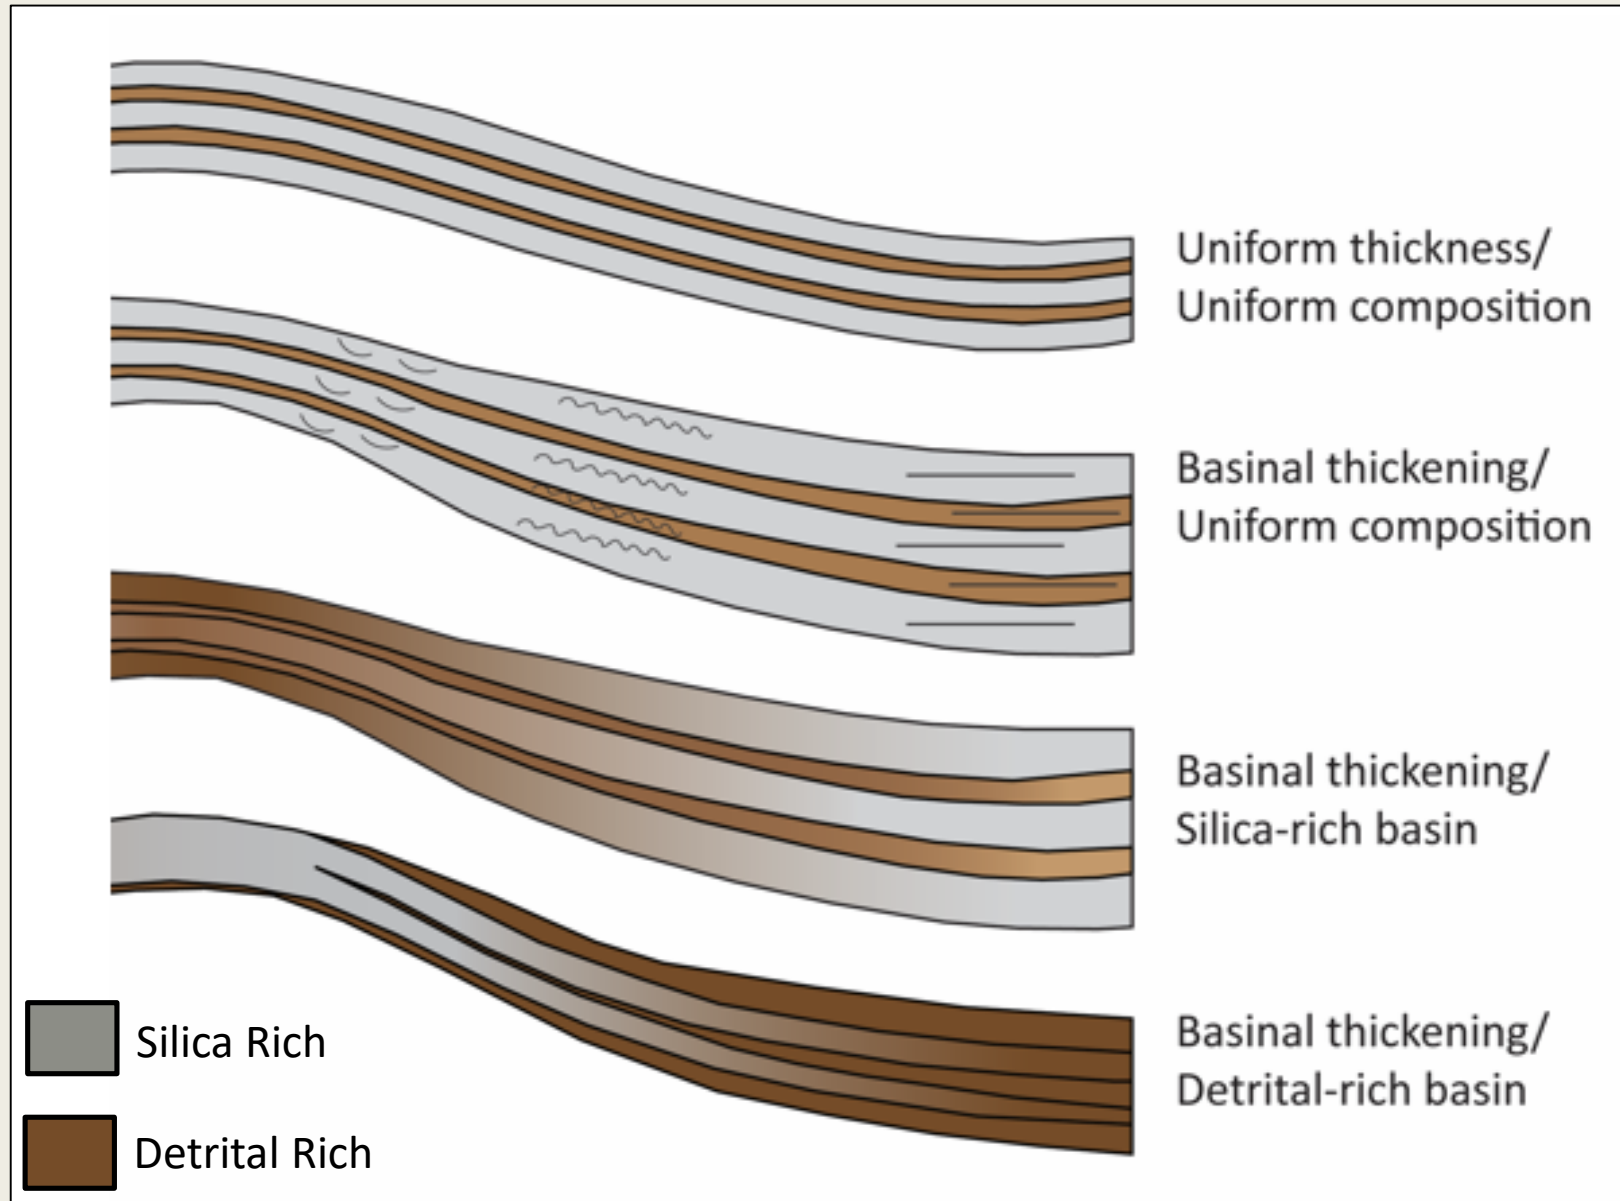 Uniform thickness/
Uniform composition
Basinal thickening/
Uniform composition
Basinal thickening/
Silica-rich basin
Basinal thickening/
Detrital-rich basin
Silica Rich
Detrital Rich